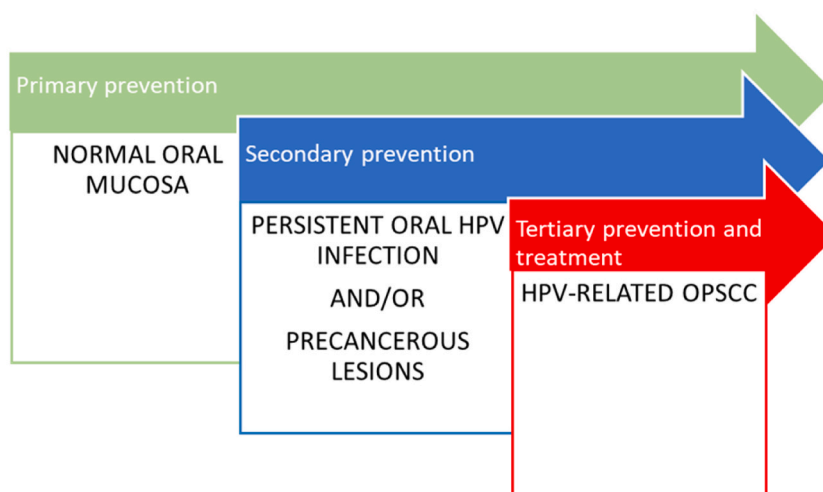 Primary prevention
NORMAL ORAL
MUCOSA
Secondary prevention
PERSISTENT ORAL HPV
INFECTION
AND/OR
PRECANCEROUS
LESIONS
Tertiary prevention and
treatment
HPV-RELATED OPSCC